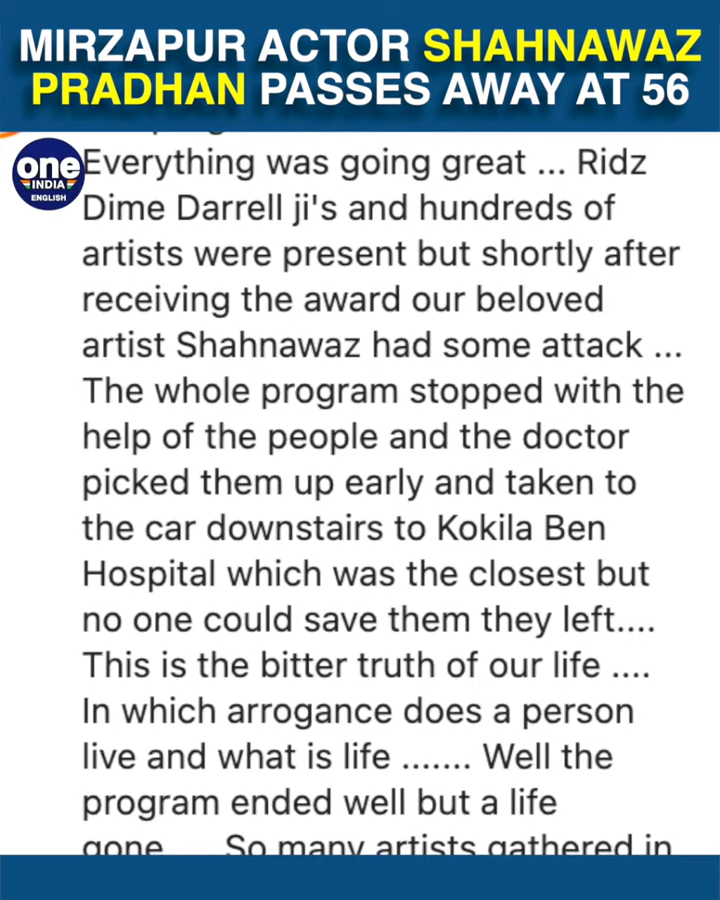 MIRZAPUR ACTOR SHAHNAWAZ
PRADHAN PASSES AWAY AT 56
one
INDIA
ENGLISH
Everything was going great ... Ridz
Dime Darrell ji's and hundreds of
artists were present but shortly after
receiving the award our beloved
artist Shahnawaz had some attack ...
The whole program stopped with the
help of the people and the doctor
picked them up early and taken to
the car downstairs to Kokila Ben
Hospital which was the closest but
no one could save them they left....
This is the bitter truth of our life ....
In which arrogance does a person
live and what is life ....... Well the
program ended well but a life
gone.... So many artists gathered in